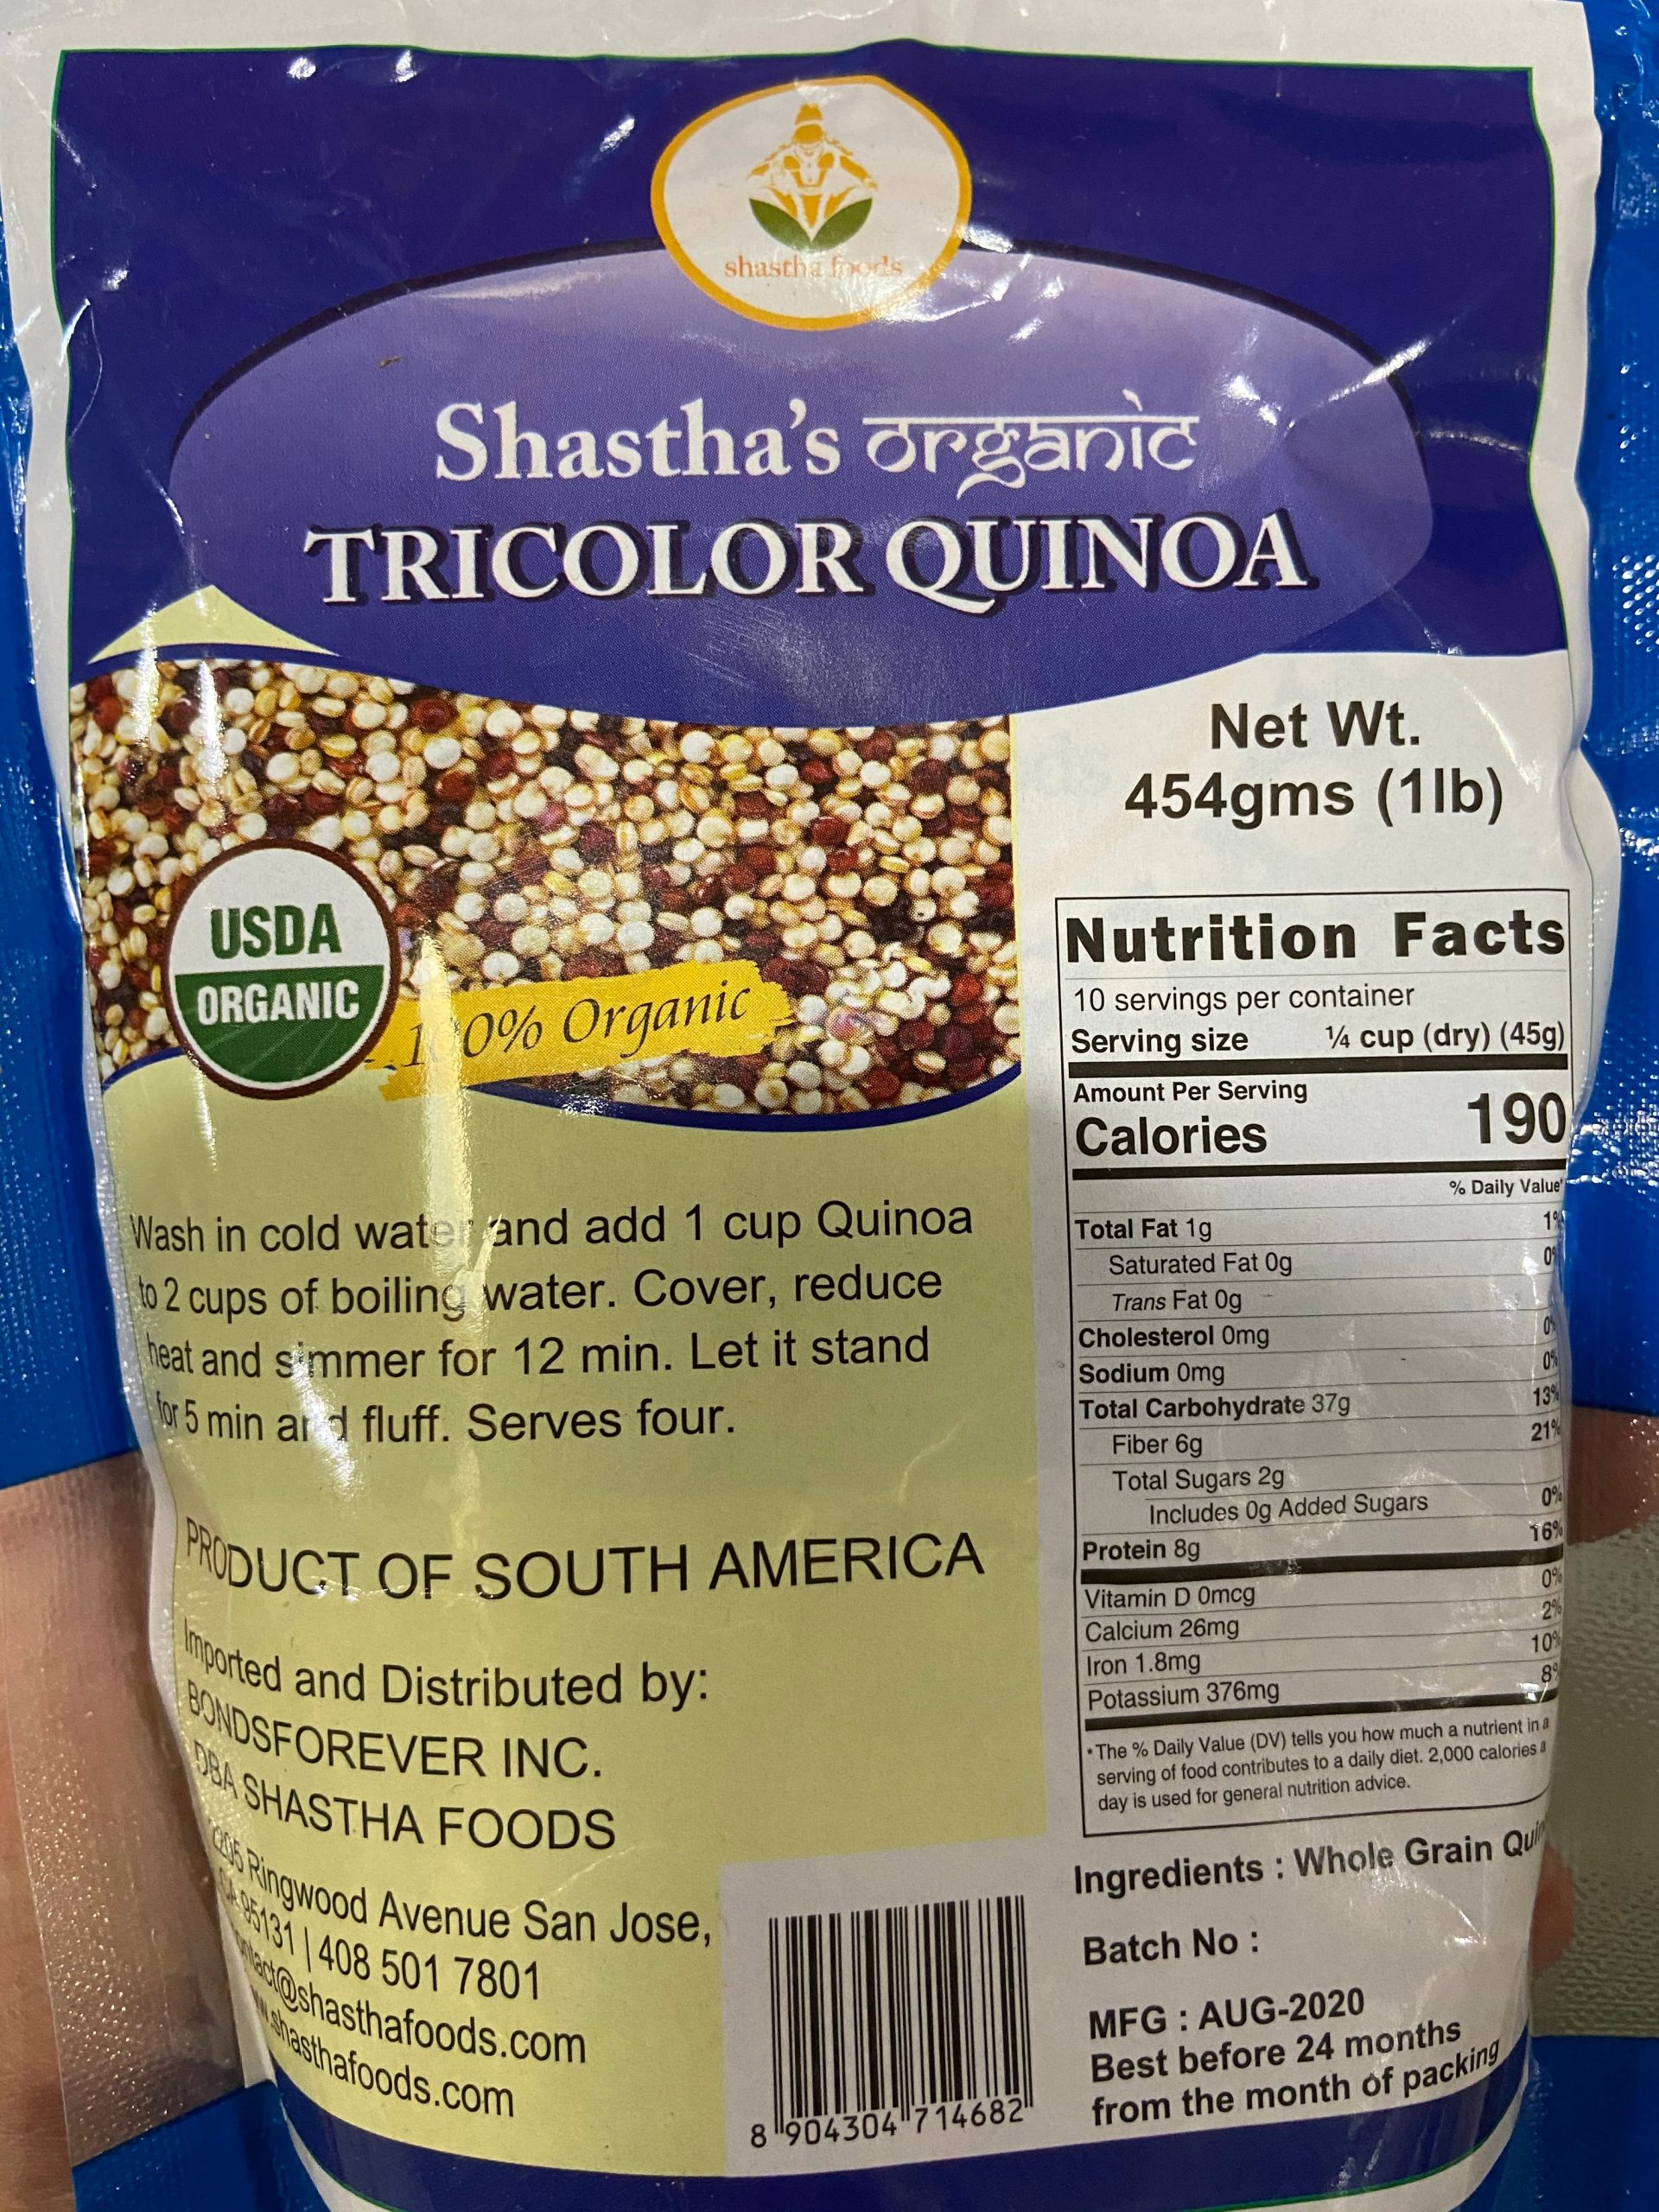 shastha foods
Shastha's organic
TRICOLOR QUINOA
Net Wt.
454gms (1lb)
USDA
ORGANIC
100% Organic
Wash in cold water and add 1 cup Quinoa
to 2 cups of boiling water. Cover, reduce
heat and simmer for 12 min. Let it stand
for 5 min and fluff. Serves four.
PRODUCT OF SOUTH AMERICA
Imported and Distributed by:
BONDSFOREVER INC.
DBA SHASTHA FOODS
Ringwood Avenue San Jose,
CA 95131 | 408 501 7801
contact@shasthafoods.com
shasthafoods.com
Nutrition Facts
10 servings per container
Serving size ¼ cup (dry) (45g)
Amount Per Serving
Calories 190
% Daily Value*
Total Fat 1g 1%
Saturated Fat 0g 0%
Trans Fat 0g
Cholesterol 0mg 0%
Sodium 0mg 0%
Total Carbohydrate 37g 13%
Fiber 6g 21%
Total Sugars 2g
Includes 0g Added Sugars 0%
Protein 8g 16%
Vitamin D 0mcg 0%
Calcium 26mg 2%
Iron 1.8mg 10%
Potassium 376mg 8%
*The % Daily Value (DV) tells you how much a nutrient in a
serving of food contributes to a daily diet. 2,000 calories a
day is used for general nutrition advice.
Ingredients : Whole Grain
Batch No :
MFG : AUG-2020
Best before 24 months
from the month of packing
8 904304 714682